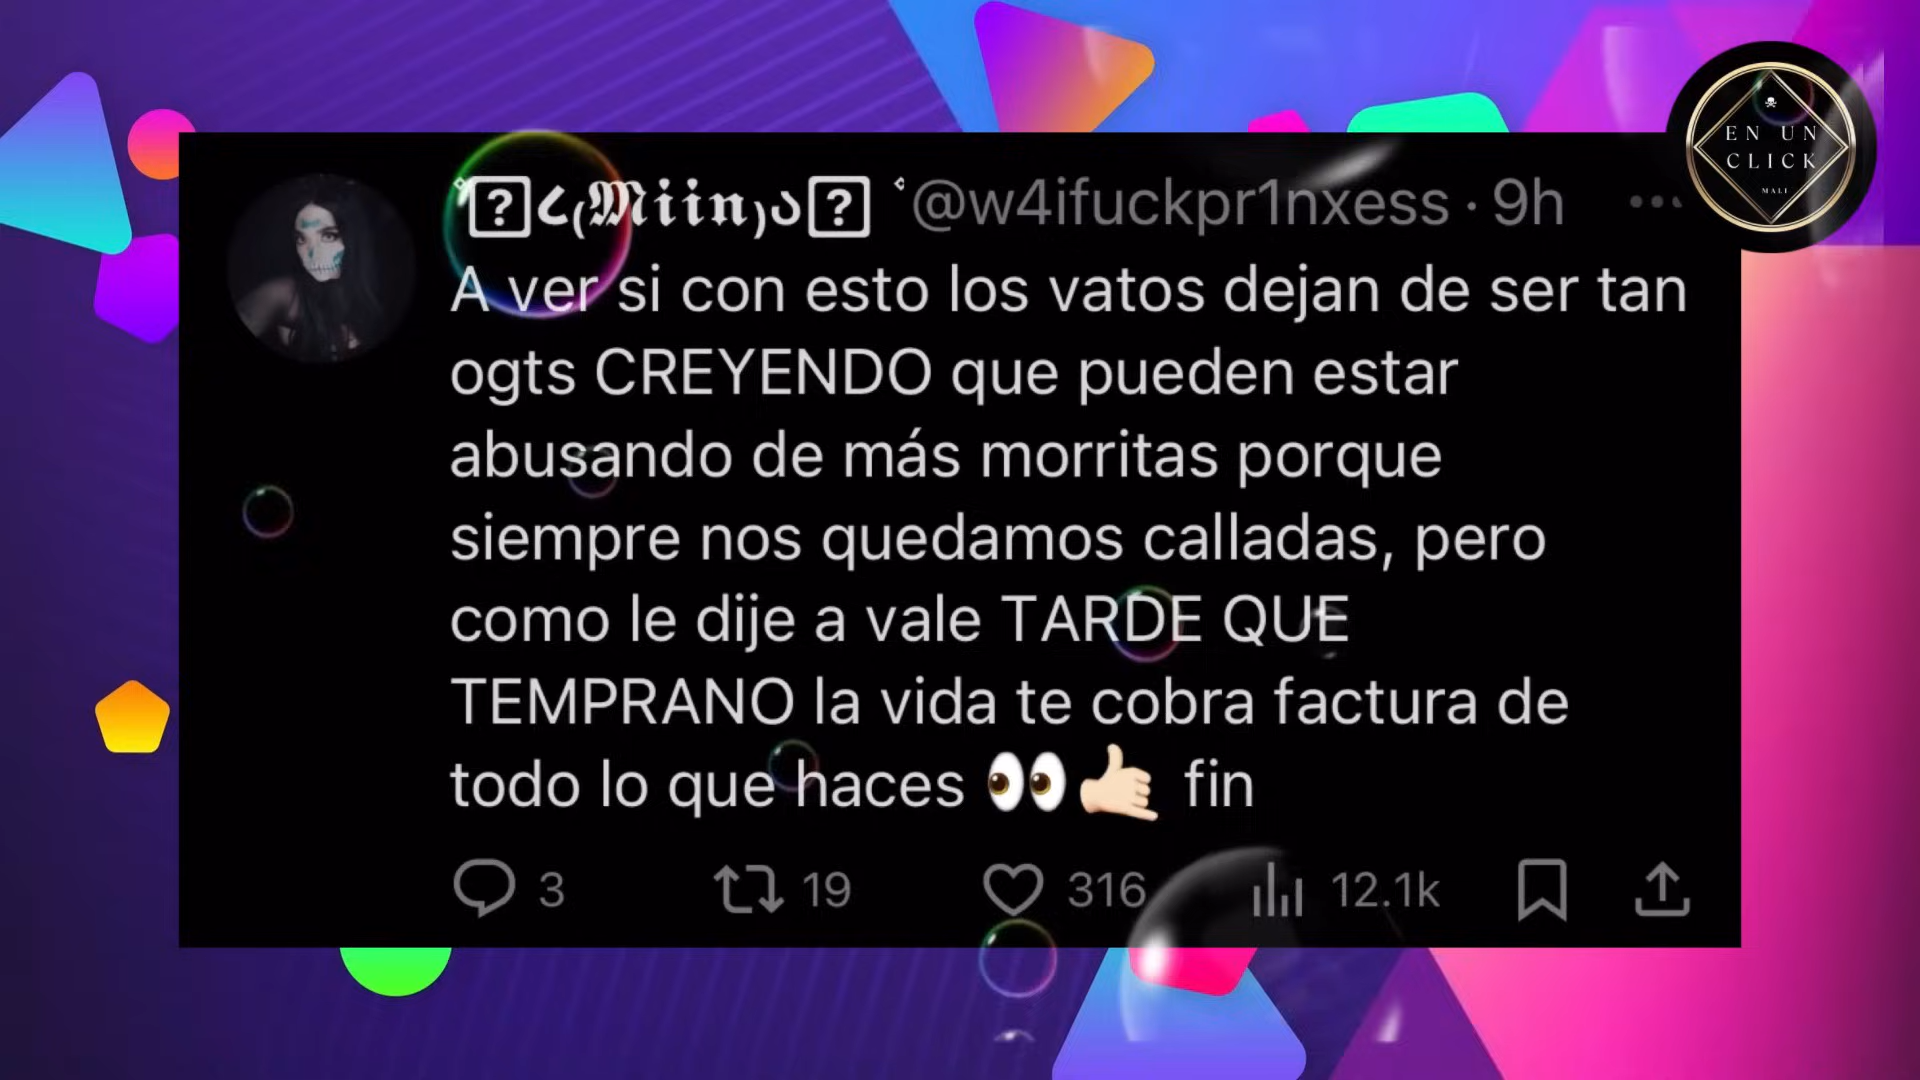 𝕸𝖎𝖎𝖓 @w4ifuckpr1nxess · 9h
A ver si con esto los vatos dejan de ser tan
ogts CREYENDO que pueden estar
abusando de más morritas porque
siempre nos quedamos calladas, pero
como le dije a vale TARDE QUE
TEMPRANO la vida te cobra factura de
todo lo que haces 👀🤙🏻 fin
3 19 316 12.1k
EN UN
CLICK
MALI